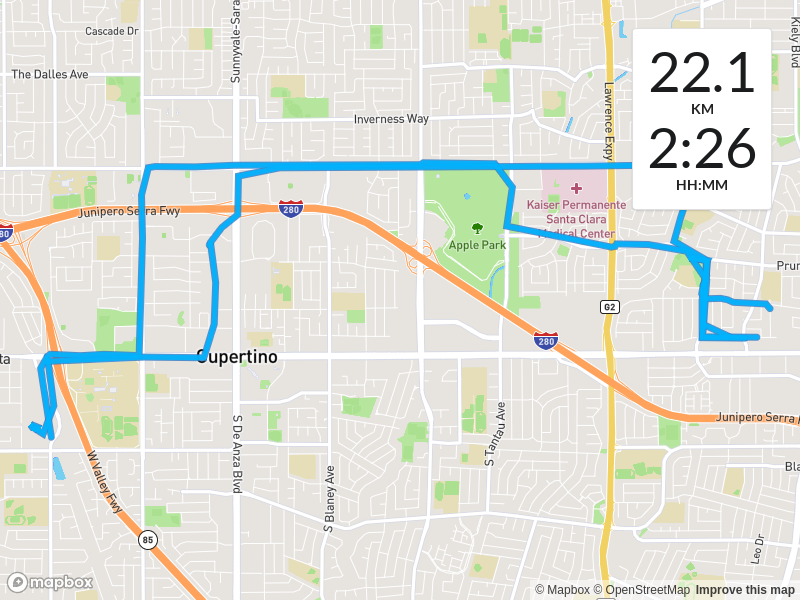 Cascade Dr
Sunnyvale-Sara
Kiely Blvd
The Dalles Ave
22.1
KM
2:26
HH:MM
Inverness Way
Lawrence Expy
Kaiser Permanente
Santa Clara
Medical Center
Junipero Serra Fwy
280
280
Apple Park
Prun
G2
280
Cupertino
ta
Junipero Serra
S De Anza Blvd
S Tantau Ave
W Valley Fwy
S Blaney Ave
Bla
85
Leo Dr
mapbox
© Mapbox © OpenStreetMap Improve this map